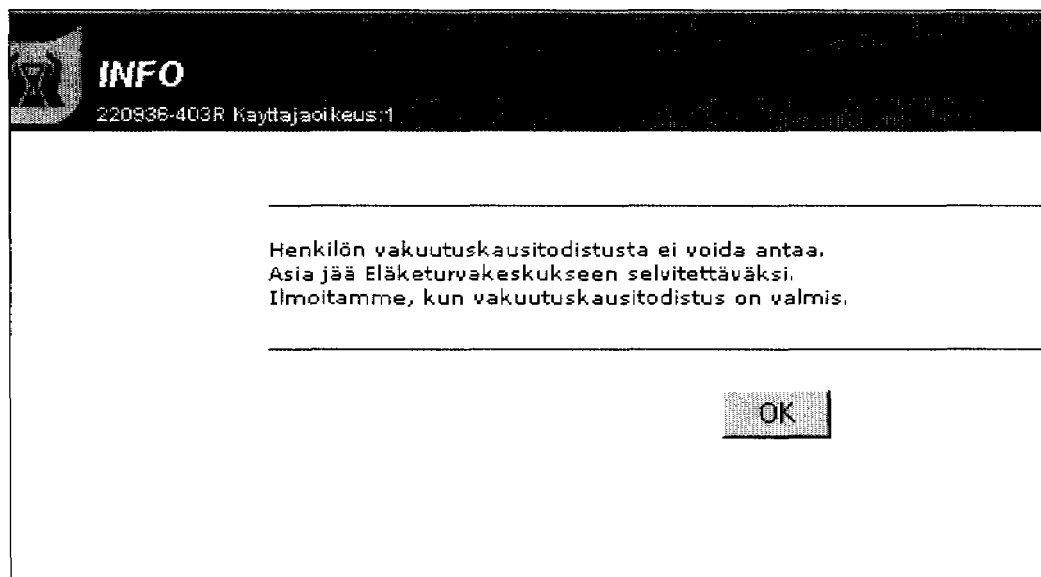 INFO
220936-403R Kayttajaoikeus:1
Henkilön vakuutuskausitodistusta ei voida antaa.
Asia jää Eläketurvakeskukseen selvitettäväksi.
Ilmoitamme, kun vakuutuskausitodistus on valmis.
OK